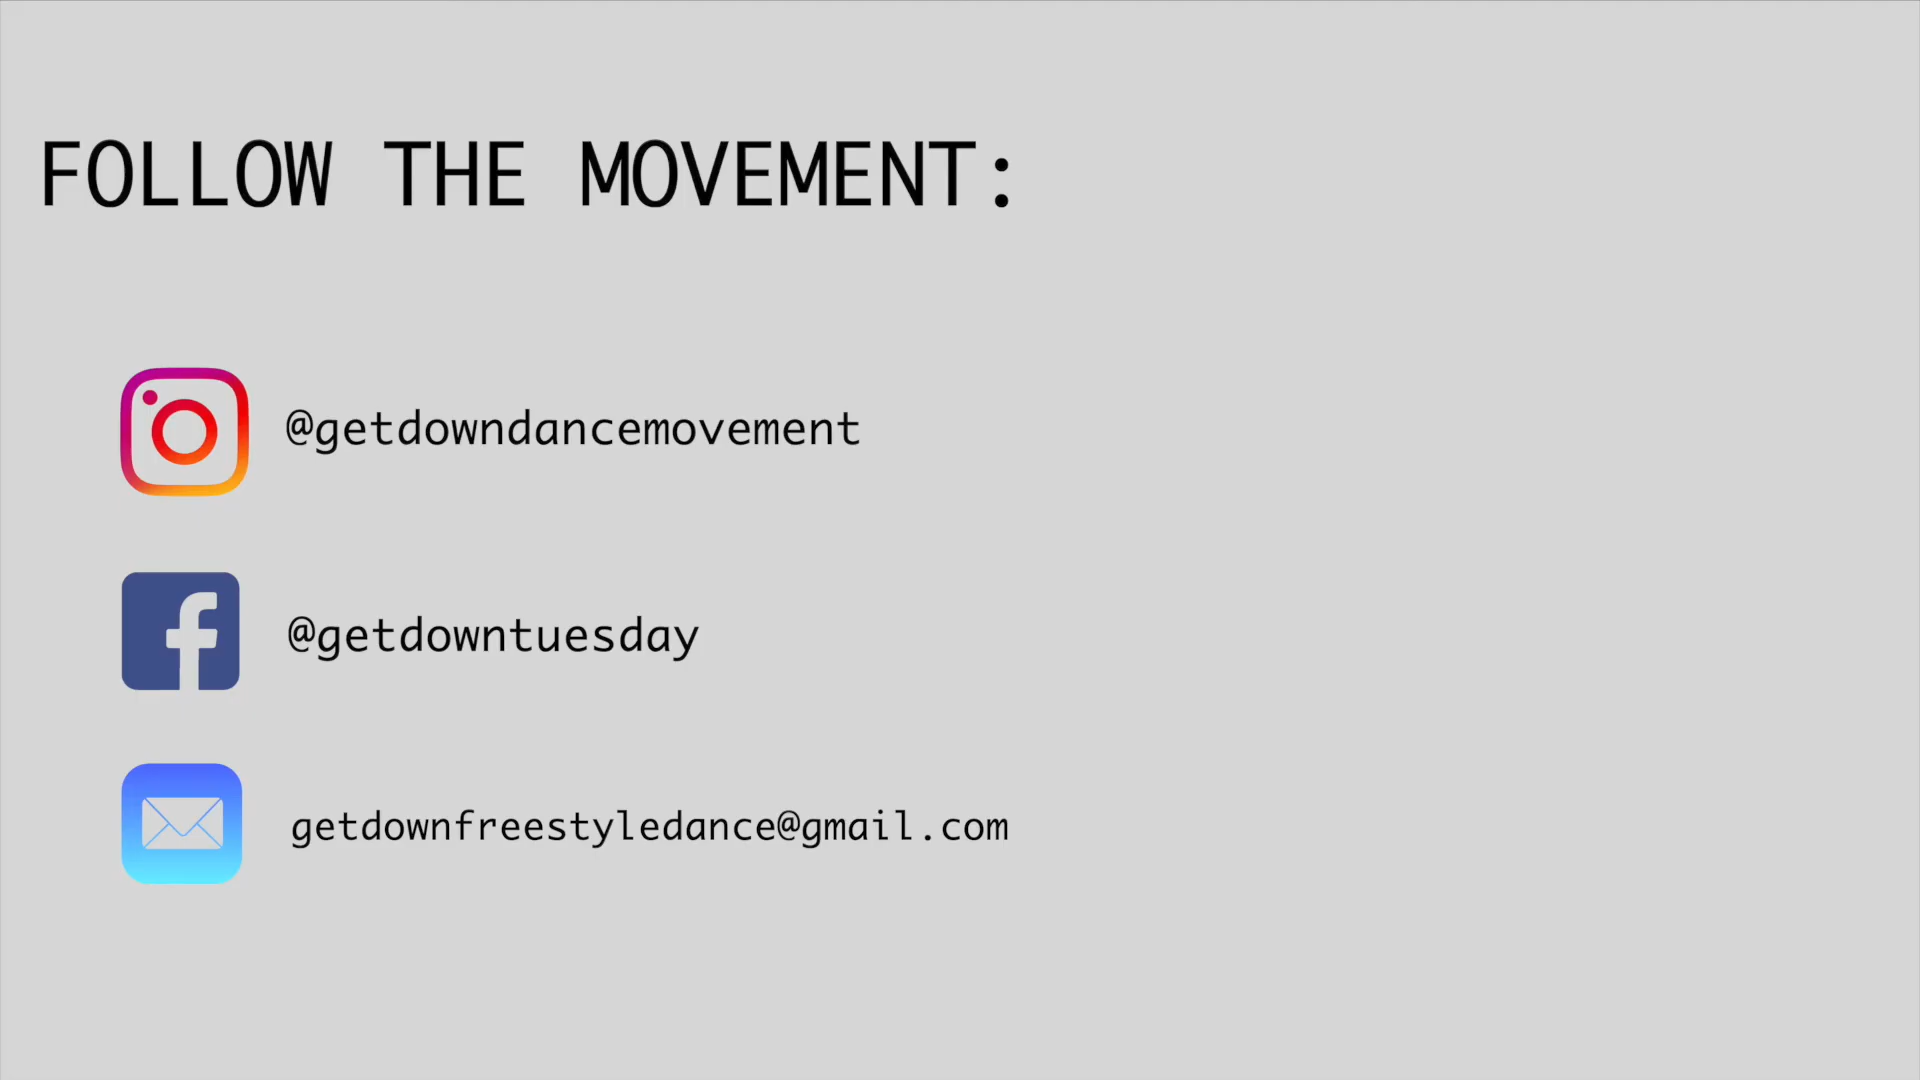 FOLLOW THE MOVEMENT:
@getdowndancemovement
@getdowntuesday
getdownfreestyledance@gmail.com